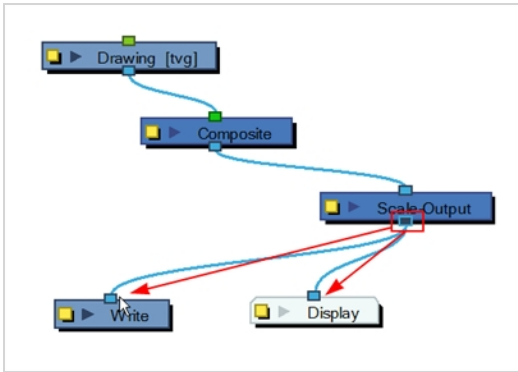 Drawing [tvg]
Composite
Scale-Output
Write
Display